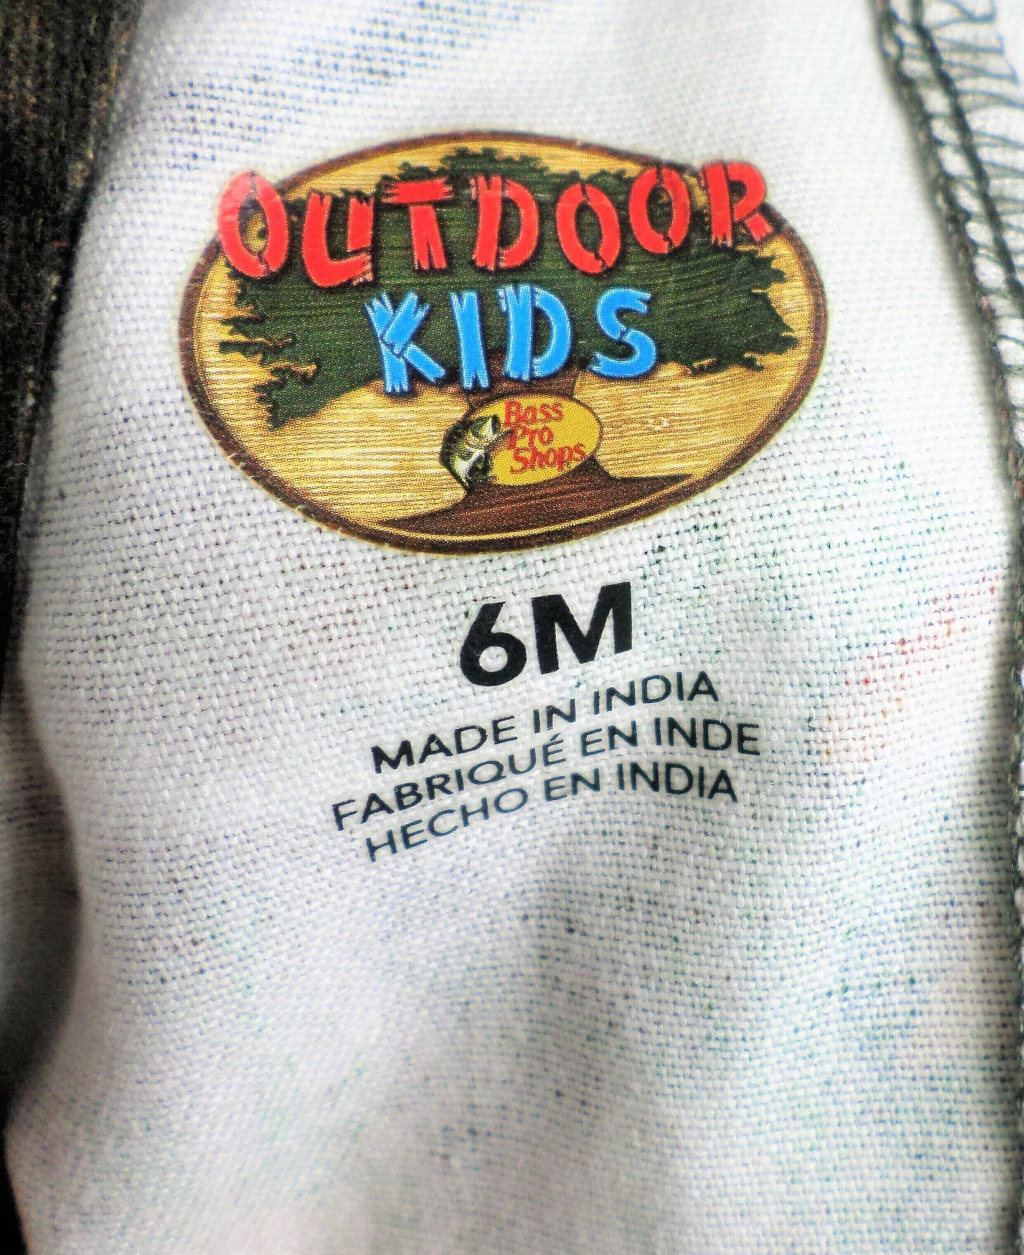 OUTDOOR
KIDS
Bass
Pro
Shops
6M
MADE IN INDIA
FABRIQUÉ EN INDE
HECHO EN INDIA